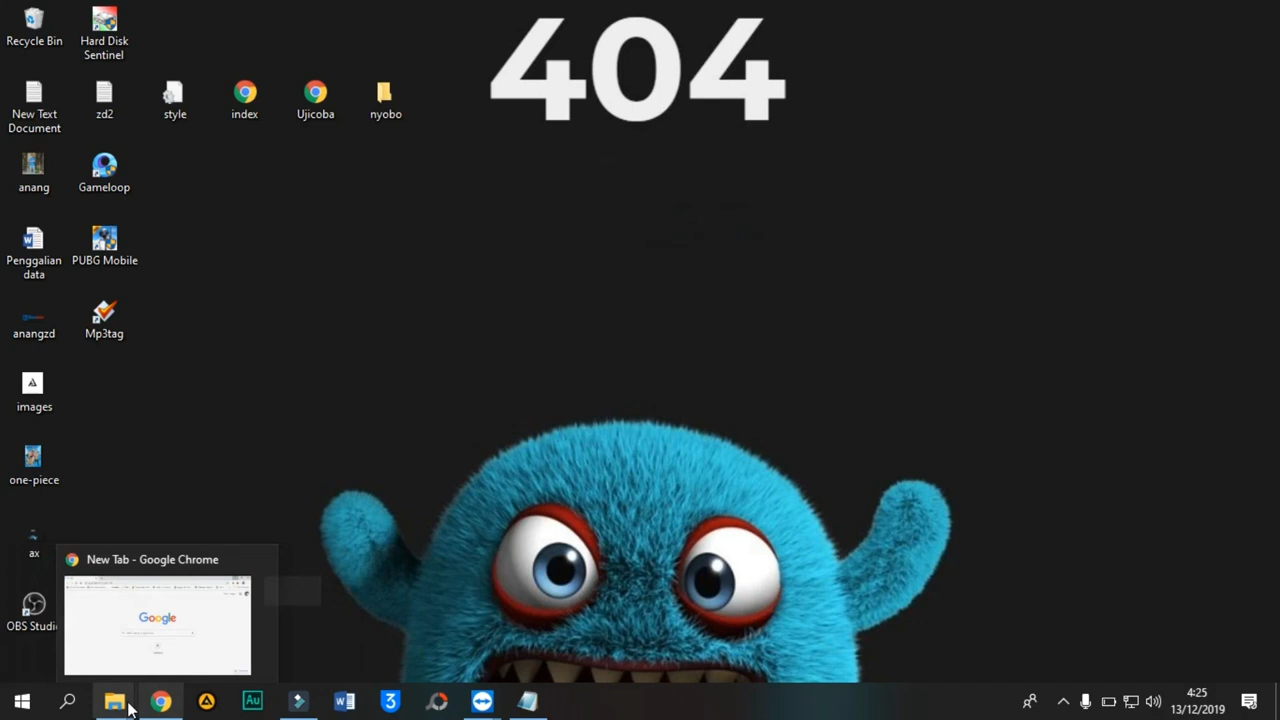 404
Recycle Bin
Hard Disk
Sentinel
New Text
Document
zd2
style
index
Ujicoba
nyobo
anang
Gameloop
Penggalian
data
PUBG Mobile
anangzd
Mp3tag
images
one-piece
ax
OBS Studio
New Tab - Google Chrome
Google
Au
3
4:25
13/12/2019